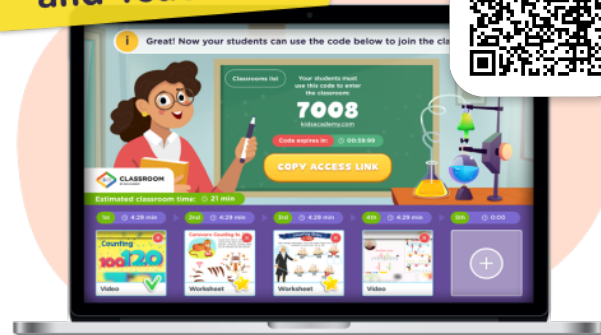 Great! Now your students can use the code below to join the cla
Classrooms list
Your students must
use this code to enter
the classroom:
7008
kidsacademy.com
Code expires in: 00:59:99
COPY ACCESS LINK
CLASSROOM
Estimated classroom time: 21 min
1st 4:29 min 2nd 4:29 min 3rd 4:29 min 4th 4:29 min 5th 0:00
Counting
100 120
Video
Worksheet
Worksheet
Video